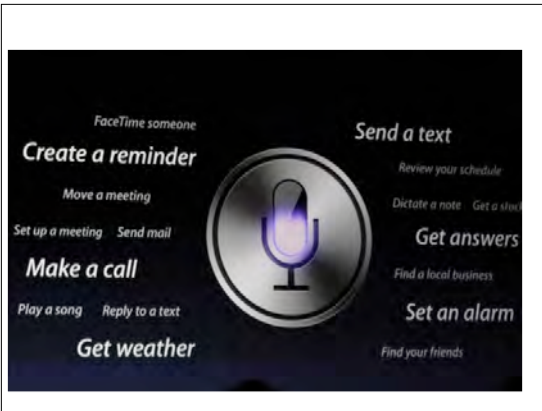 FaceTime someone
Create a reminder
Move a meeting
Set up a meeting Send mail
Make a call
Play a song Reply to a text
Get weather
Send a text
Review your schedule
Dictate a note Get a stock
Get answers
Find a local business
Set an alarm
Find your friends